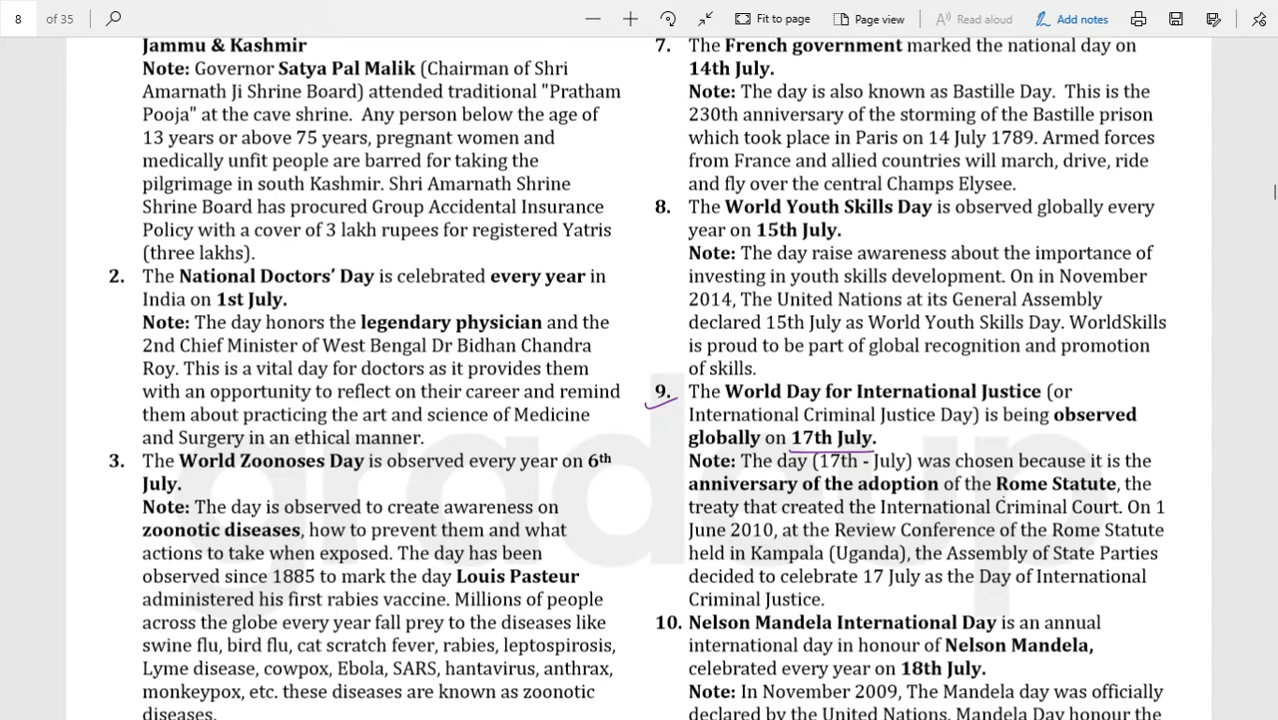 8 of 35 Fit to page Page view Read aloud Add notes
Jammu & Kashmir
Note: Governor Satya Pal Malik (Chairman of Shri
Amarnath Ji Shrine Board) attended traditional "Pratham
Pooja" at the cave shrine.  Any person below the age of
13 years or above 75 years, pregnant women and
medically unfit people are barred for taking the
pilgrimage in south Kashmir. Shri Amarnath Shrine
Shrine Board has procured Group Accidental Insurance
Policy with a cover of 3 lakh rupees for registered Yatris
(three lakhs).
2. The National Doctors’ Day is celebrated every year in
India on 1st July.
Note: The day honors the legendary physician and the
2nd Chief Minister of West Bengal Dr Bidhan Chandra
Roy. This is a vital day for doctors as it provides them
with an opportunity to reflect on their career and remind
them about practicing the art and science of Medicine
and Surgery in an ethical manner.
3. The World Zoonoses Day is observed every year on 6th
July.
Note: The day is observed to create awareness on
zoonotic diseases, how to prevent them and what
actions to take when exposed. The day has been
observed since 1885 to mark the day Louis Pasteur
administered his first rabies vaccine. Millions of people
across the globe every year fall prey to the diseases like
swine flu, bird flu, cat scratch fever, rabies, leptospirosis,
Lyme disease, cowpox, Ebola, SARS, hantavirus, anthrax,
monkeypox, etc. these diseases are known as zoonotic
diseases.
7. The French government marked the national day on
14th July.
Note: The day is also known as Bastille Day.  This is the
230th anniversary of the storming of the Bastille prison
which took place in Paris on 14 July 1789. Armed forces
from France and allied countries will march, drive, ride
and fly over the central Champs Elysee.
8. The World Youth Skills Day is observed globally every
year on 15th July.
Note: The day raise awareness about the importance of
investing in youth skills development. On in November
2014, The United Nations at its General Assembly
declared 15th July as World Youth Skills Day. WorldSkills
is proud to be part of global recognition and promotion
of skills.
9. The World Day for International Justice (or
International Criminal Justice Day) is being observed
globally on 17th July.
Note: The day (17th - July) was chosen because it is the
anniversary of the adoption of the Rome Statute, the
treaty that created the International Criminal Court. On 1
June 2010, at the Review Conference of the Rome Statute
held in Kampala (Uganda), the Assembly of State Parties
decided to celebrate 17 July as the Day of International
Criminal Justice.
10. Nelson Mandela International Day is an annual
international day in honour of Nelson Mandela,
celebrated every year on 18th July.
Note: In November 2009, The Mandela day was officially
declared by the United Nations. Mandela Day honour the
gradeup